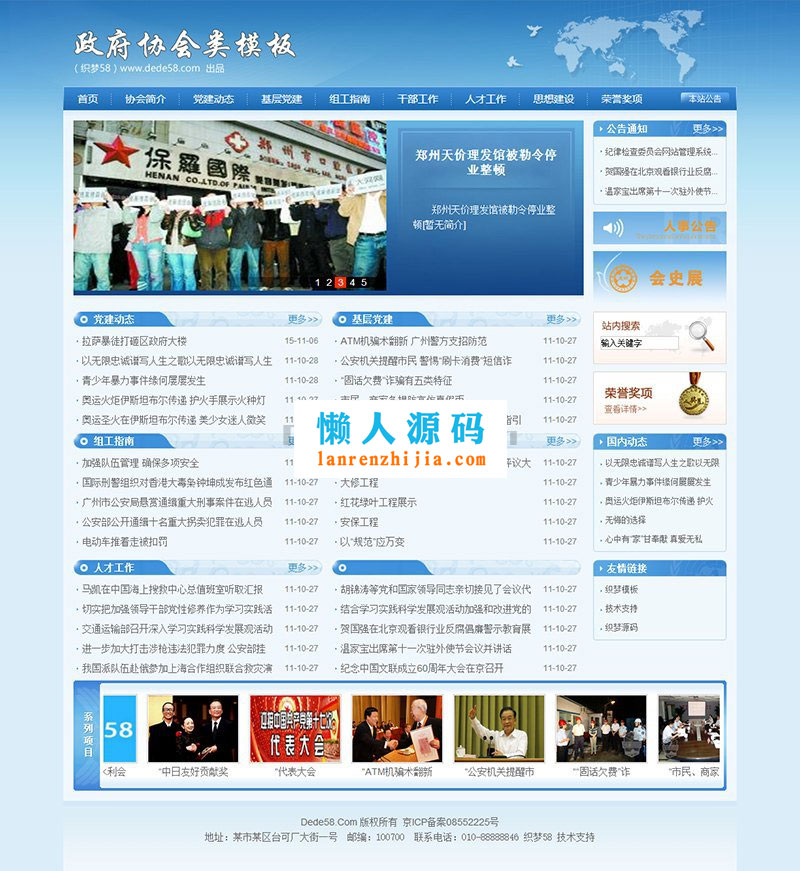 政府协会类模板
（织梦58）www.dede58.com 出品
首页 协会简介 党建动态 基层党建 组工指南 干部工作 人才工作 思想建设 荣誉奖项 本站公告
保羅國際
HENAN CO.,LTD.OF
郑州市口
1 2 3 4 5
郑州天价理发馆被勒令停业整顿
郑州天价理发馆被勒令停业整顿[暂无简介]
公告通知 更多>>
纪律检查委员会网站管理系统...
贺国强在北京观看银行业反腐...
温家宝出席第十一次驻外使节...
人事公告
会史展
站内搜索
输入关键字
荣誉奖项
查看详情>>
党建动态 更多>>
拉萨暴徒打砸区政府大楼 15-11-06
以无限忠诚谱写人生之歌以无限忠诚谱写人生 11-10-28
青少年暴力事件缘何屡屡发生 11-10-28
奥运火炬伊斯坦布尔传递 护火手展示火种灯
奥运圣火在伊斯坦布尔传递 美少女迷人微笑
基层党建 更多>>
ATM机骗术翻新 广州警方支招防范 11-10-27
公安机关提醒市民 警惕“刷卡消费”短信诈 11-10-27
“固话欠费”诈骗有五类特征 11-10-27
11-10-27
指引 11-10-27
懒人源码
lanrenzhijia.com
组工指南
加强队伍管理 确保多项安全
国际刑警组织对香港大毒枭钟坤成发布红色通 11-10-27
广州市公安局悬赏通缉重大刑事案件在逃人员 11-10-27
公安部公开通缉十名重大拐卖犯罪在逃人员 11-10-27
电动车推着走被扣罚 11-10-27
更多>>
评议大 11-10-27
大修工程 11-10-27
红花绿叶工程展示 11-10-27
安保工程 11-10-27
以“规范”应万变 11-10-27
国内动态 更多>>
以无限忠诚谱写人生之歌以无限
青少年暴力事件缘何屡屡发生
奥运火炬伊斯坦布尔传递 护火
无悔的选择
心中有“家”甘奉献 真爱无私
人才工作 更多>>
马凯在中国海上搜救中心总值班室听取汇报 11-10-27
切实把加强领导干部党性修养作为学习实践活 11-10-27
交通运输部召开深入学习实践科学发展观活动 11-10-27
进一步加大打击涉枪违法犯罪力度 公安部挂 11-10-27
我国派队伍赴俄参加上海合作组织联合救灾演 11-10-27
胡锦涛等党和国家领导同志亲切接见了会议代 11-10-27
结合学习实践科学发展观活动加强和改进党的 11-10-27
贺国强在北京观看银行业反腐倡廉警示教育展 11-10-27
温家宝出席第十一次驻外使节会议并讲话 11-10-27
纪念中国文联成立60周年大会在京召开 11-10-27
友情链接
织梦模板
技术支持
织梦源码
系列项目
58
迎祖中国共产党第十七次
代表大会
利会 “中日友好贡献奖 “代表大会 “ATM机骗术翻新 “公安机关提醒市 ““固话欠费”诈 “市民、商家
Dede58.Com 版权所有 京ICP备案08552225号
地址：某市某区台可厂大街一号 邮编：100700 联系电话：010-88888846 织梦58 技术支持